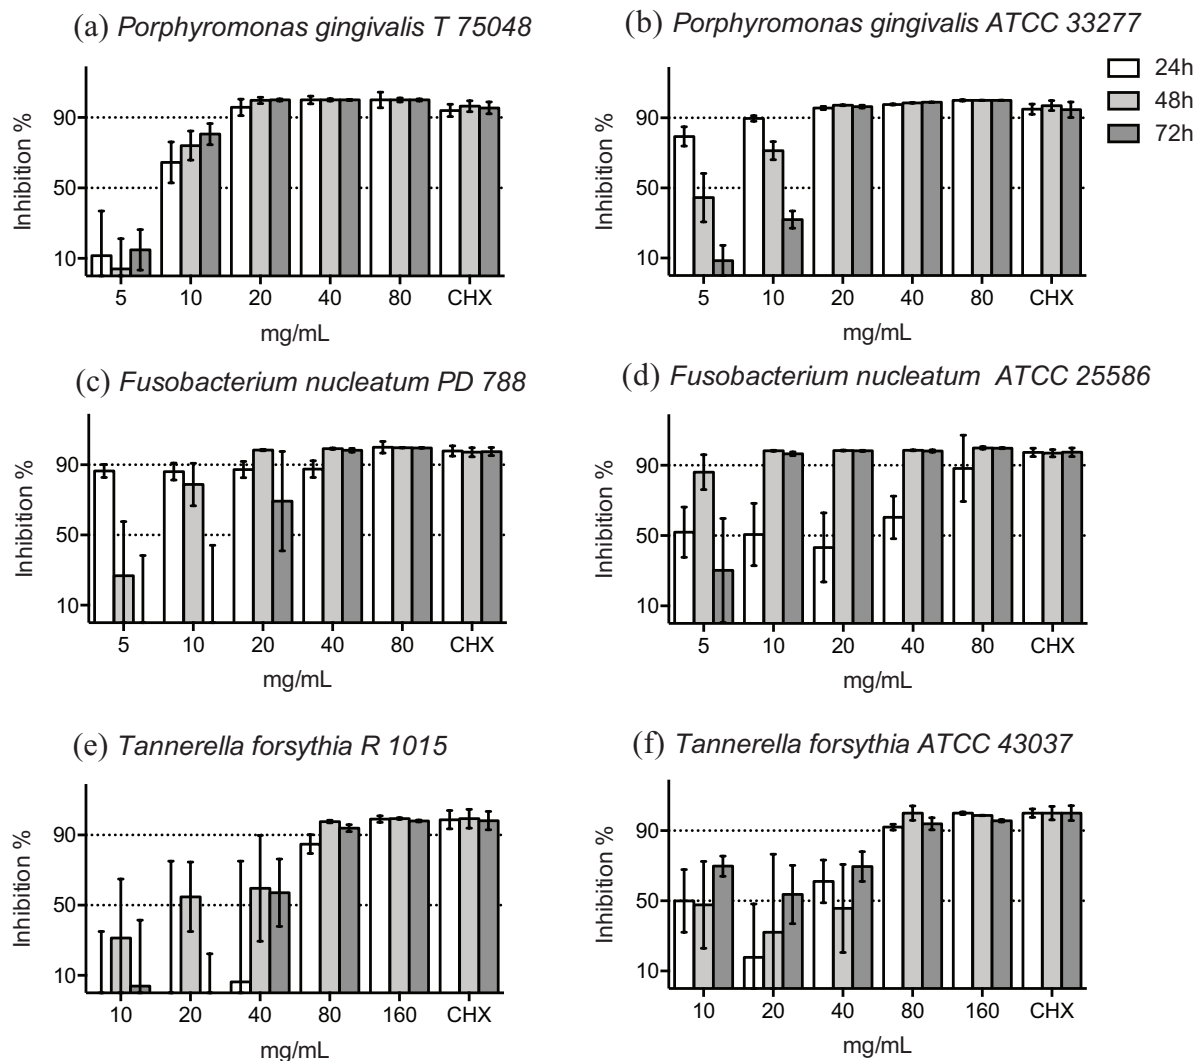 (a) Porphyromonas gingivalis T 75048
(b) Porphyromonas gingivalis ATCC 33277
24h
48h
72h
Inhibition %
90
50
10
5 10 20 40 80 CHX
mg/mL
Inhibition %
90
50
10
5 10 20 40 80 CHX
mg/mL
(c) Fusobacterium nucleatum PD 788
(d) Fusobacterium nucleatum ATCC 25586
Inhibition %
90
50
10
5 10 20 40 80 CHX
mg/mL
Inhibition %
90
50
10
5 10 20 40 80 CHX
mg/mL
(e) Tannerella forsythia R 1015
(f) Tannerella forsythia ATCC 43037
Inhibition %
90
50
10
10 20 40 80 160 CHX
mg/mL
Inhibition %
90
50
10
10 20 40 80 160 CHX
mg/mL